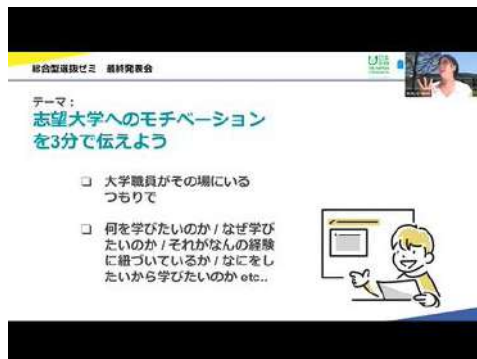 総合型選抜ゼミ 最終発表会
テーマ：
志望大学へのモチベーション
を3分で伝えよう
□ 大学職員がその場にいる
つもりで
□ 何を学びたいのか / なぜ学び
たいのか / それがなんの経験
に紐づいているか / なにをし
たいから学びたいのか etc..